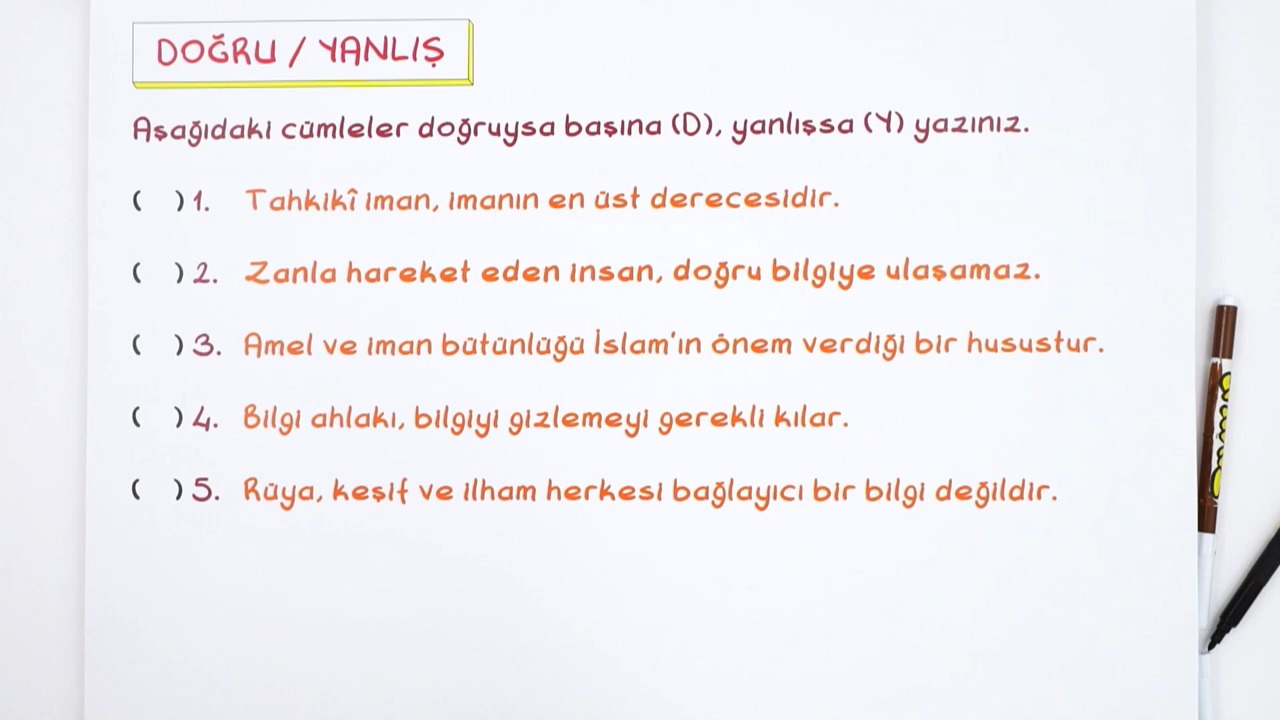 DOĞRU / YANLIŞ
Aşağıdaki cümleler doğruysa başına (D), yanlışsa (Y) yazınız.
( ) 1. Tahkikî iman, imanın en üst derecesidir.
( ) 2. Zanla hareket eden insan, doğru bilgiye ulaşamaz.
( ) 3. Amel ve iman bütünlüğü İslam'ın önem verdiği bir husustur.
( ) 4. Bilgi ahlakı, bilgiyi gizlemeyi gerekli kılar.
( ) 5. Rüya, keşif ve ilham herkesi bağlayıcı bir bilgi değildir.